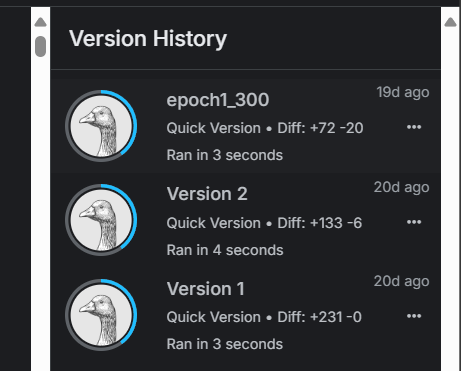 Version History
epoch1_300
19d ago
Quick Version • Diff: +72 -20
Ran in 3 seconds
Version 2
20d ago
Quick Version • Diff: +133 -6
Ran in 4 seconds
Version 1
20d ago
Quick Version • Diff: +231 -0
Ran in 3 seconds